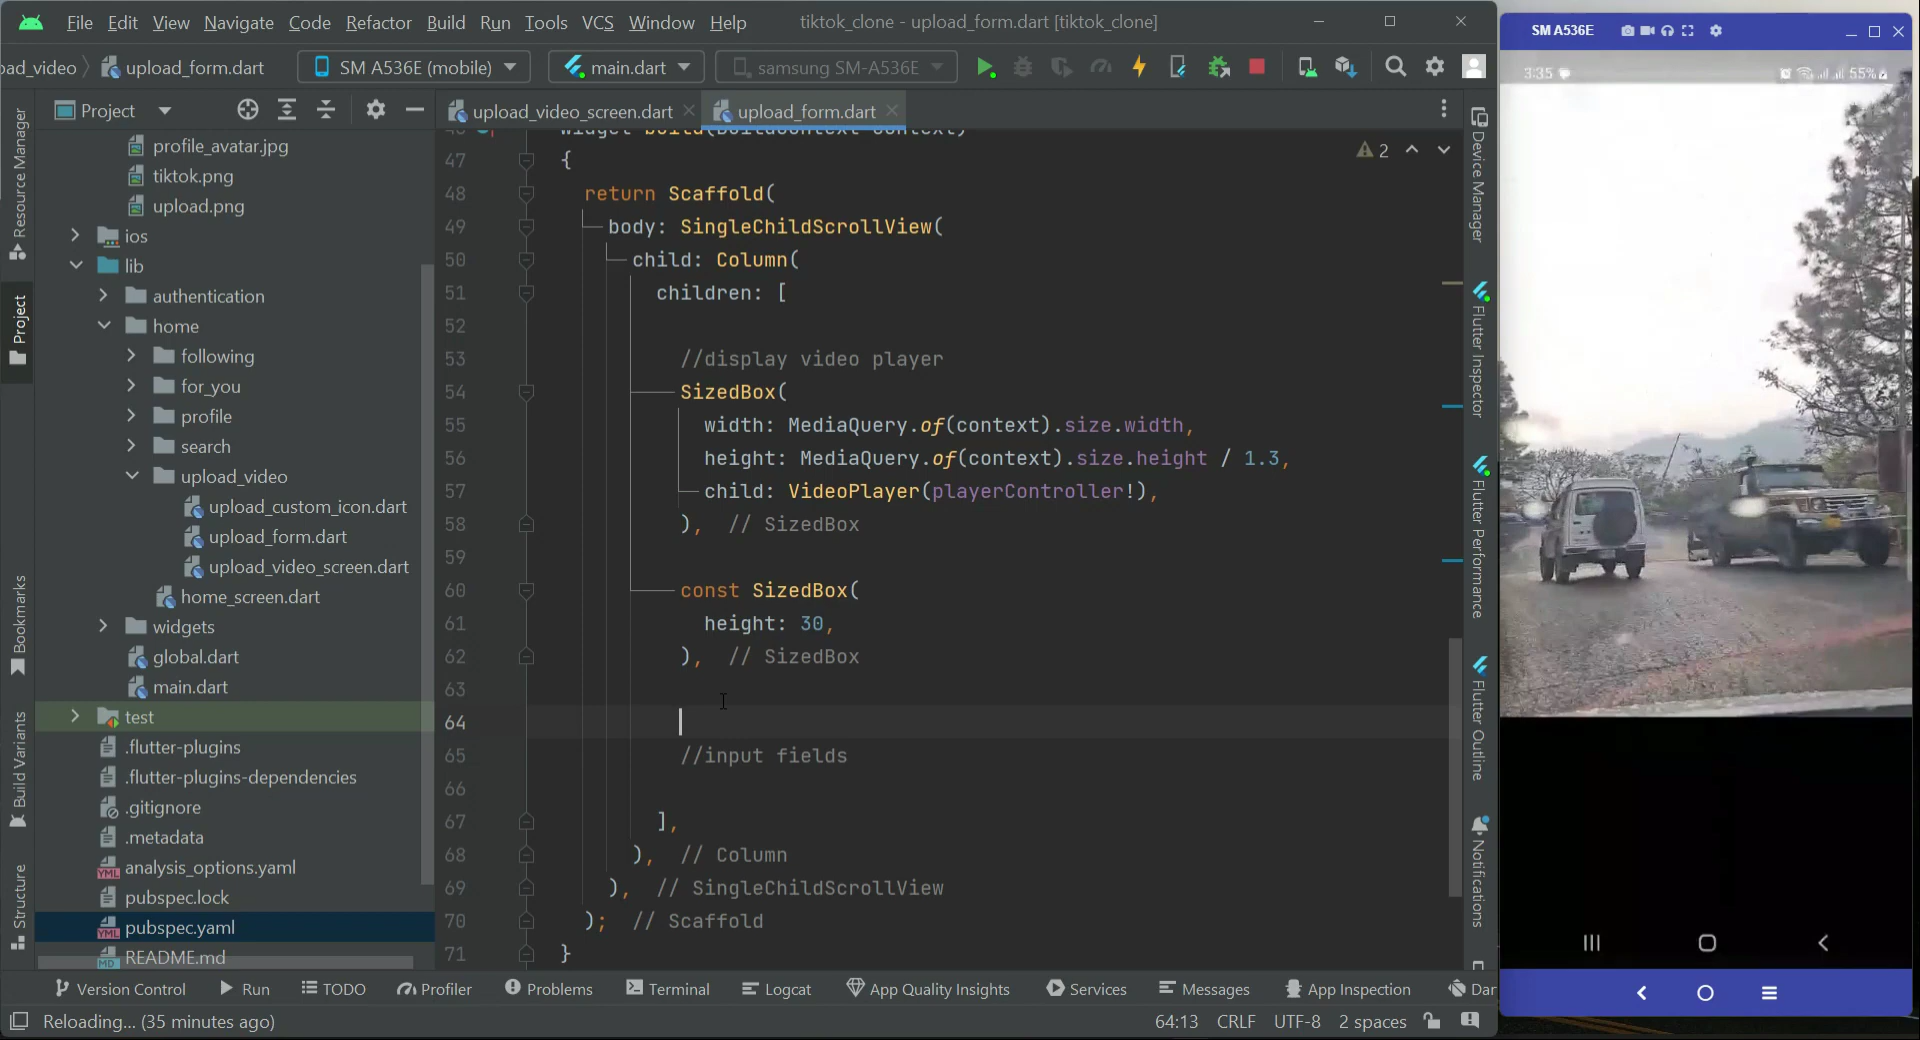 File Edit View Navigate Code Refactor Build Run Tools VCS Window Help tiktok_clone - upload_form.dart [tiktok_clone]
SM A536E
ad_video upload_form.dart SM A536E (mobile) main.dart samsung SM-A536E
3:35 55%
Project
upload_video_screen.dart upload_form.dart
Resource Manager
Project
Bookmarks
Build Variants
Structure
profile_avatar.jpg
tiktok.png
upload.png
ios
lib
authentication
home
following
for_you
profile
search
upload_video
upload_custom_icon.dart
upload_form.dart
upload_video_screen.dart
home_screen.dart
widgets
global.dart
main.dart
test
.flutter-plugins
.flutter-plugins-dependencies
.gitignore
.metadata
analysis_options.yaml
pubspec.lock
pubspec.yaml
README.md
46 Widget build(BuildContext context)
2
47 {
48 return Scaffold(
49 body: SingleChildScrollView(
50 child: Column(
51 children: [
52
53 //display video player
54 SizedBox(
55 width: MediaQuery.of(context).size.width,
56 height: MediaQuery.of(context).size.height / 1.3,
57 child: VideoPlayer(playerController!),
58 ), // SizedBox
59
60 const SizedBox(
61 height: 30,
62 ), // SizedBox
63
64
65 //input fields
66
67 ],
68 ), // Column
69 ), // SingleChildScrollView
70 ); // Scaffold
71 }
Device Manager
Flutter Inspector
Flutter Performance
Flutter Outline
Notifications
Version Control Run TODO Profiler Problems Terminal Logcat App Quality Insights Services Messages App Inspection Dar
Reloading... (35 minutes ago) 64:13 CRLF UTF-8 2 spaces